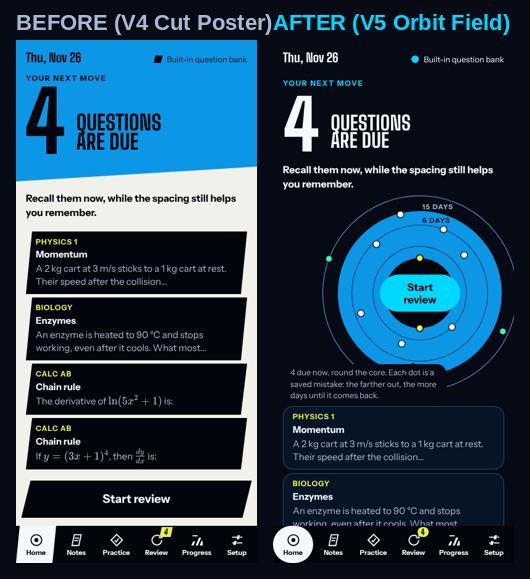 BEFORE (V4 Cut Poster)
Thu, Nov 26
Built-in question bank
YOUR NEXT MOVE
4 QUESTIONS
ARE DUE
Recall them now, while the spacing still helps
you remember.
PHYSICS 1
Momentum
A 2 kg cart at 3 m/s sticks to a 1 kg cart at rest.
Their speed after the collision...
BIOLOGY
Enzymes
An enzyme is heated to 90 °C and stops
working, even after it cools. What most...
CALC AB
Chain rule
The derivative of ln(5x² + 1) is:
CALC AB
Chain rule
If y = (3x + 1)⁴, then dy/dx is:
Start review
4
Home Notes Practice Review Progress Setup
AFTER (V5 Orbit Field)
Thu, Nov 26
Built-in question bank
YOUR NEXT MOVE
4 QUESTIONS
ARE DUE
Recall them now, while the spacing still helps
you remember.
15 DAYS
6 DAYS
Start
review
4 due now, round the core. Each dot is a
saved mistake: the farther out, the more
days until it comes back.
PHYSICS 1
Momentum
A 2 kg cart at 3 m/s sticks to a 1 kg cart at rest.
Their speed after the collision...
BIOLOGY
Enzymes
An enzyme is heated to 90 °C and stops
working, even after it cools. What most...
4
Home Notes Practice Review Progress Setup